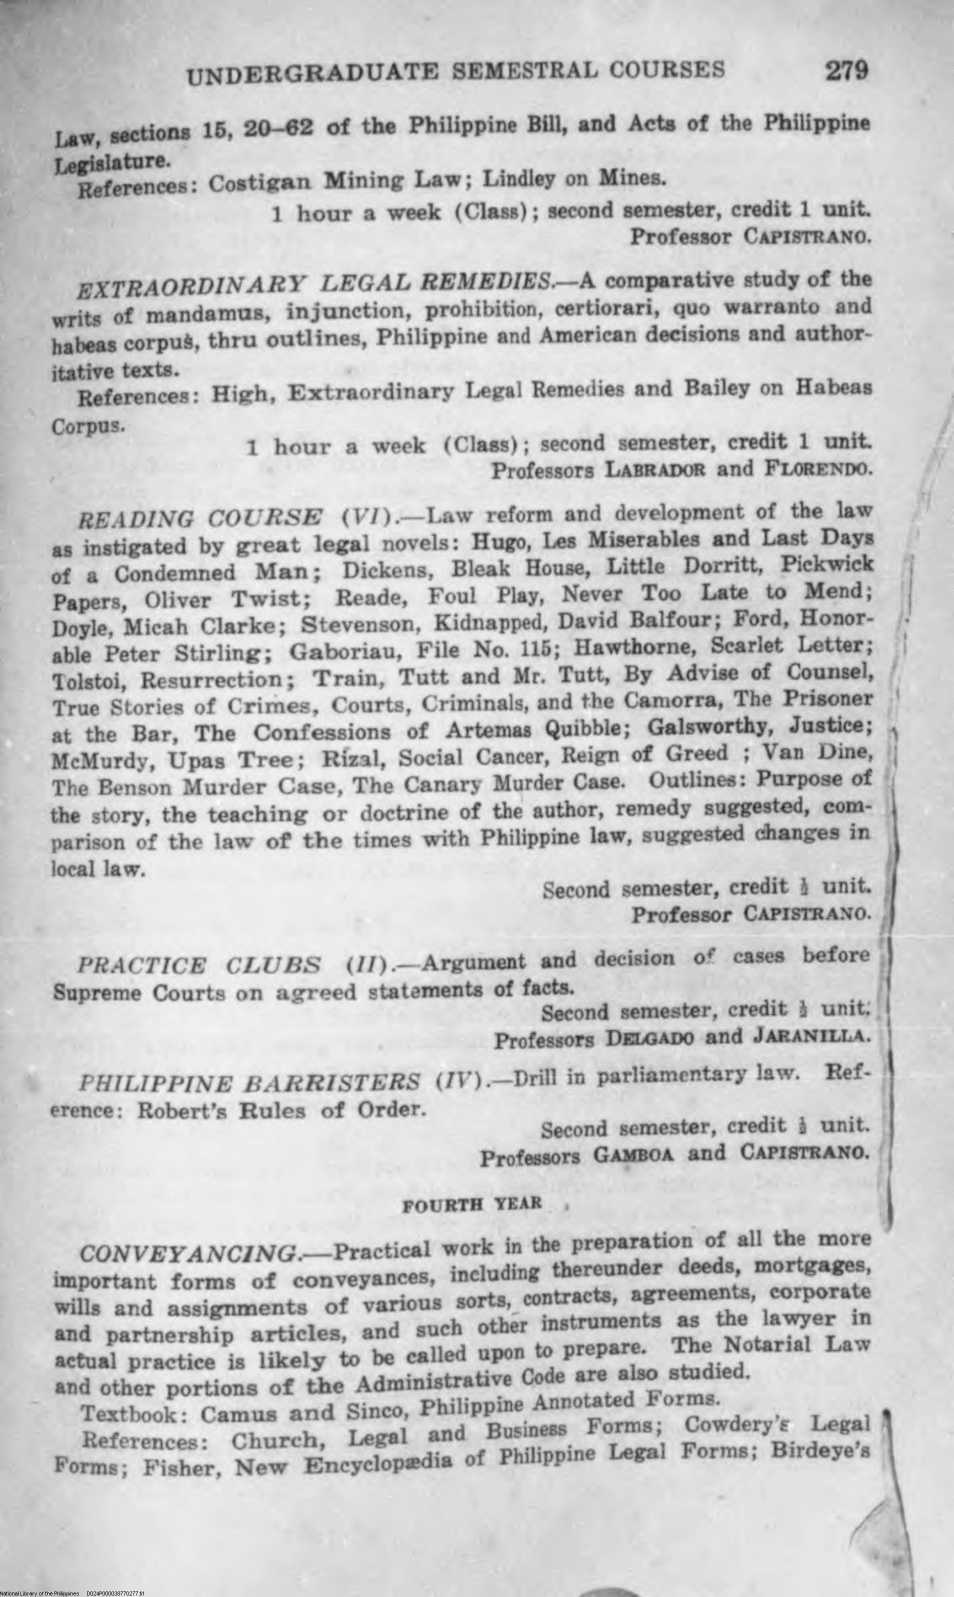 UNDERGRADUATE SEMESTRAL COURSES 279
Law, sections 15, 20–62 of the Philippine Bill, and Acts of the Philippine
Legislature.
References: Costigan Mining Law; Lindley on Mines.
1 hour a week (Class); second semester, credit 1 unit.
Professor CAPISTRANO.
EXTRAORDINARY LEGAL REMEDIES.—A comparative study of the
writs of mandamus, injunction, prohibition, certiorari, quo warranto and
habeas corpus, thru outlines, Philippine and American decisions and author-
itative texts.
References: High, Extraordinary Legal Remedies and Bailey on Habeas
Corpus.
1 hour a week (Class); second semester, credit 1 unit.
Professors LABRADOR and FLORENDO.
READING COURSE (VI).—Law reform and development of the law
as instigated by great legal novels: Hugo, Les Miserables and Last Days
of a Condemned Man; Dickens, Bleak House, Little Dorritt, Pickwick
Papers, Oliver Twist; Reade, Foul Play, Never Too Late to Mend;
Doyle, Micah Clarke; Stevenson, Kidnapped, David Balfour; Ford, Honor-
able Peter Stirling; Gaboriau, File No. 115; Hawthorne, Scarlet Letter;
Tolstoi, Resurrection; Train, Tutt and Mr. Tutt, By Advise of Counsel,
True Stories of Crimes, Courts, Criminals, and the Camorra, The Prisoner
at the Bar, The Confessions of Artemas Quibble; Galsworthy, Justice;
McMurdy, Upas Tree; Rizal, Social Cancer, Reign of Greed ; Van Dine,
The Benson Murder Case, The Canary Murder Case. Outlines: Purpose of
the story, the teaching or doctrine of the author, remedy suggested, com-
parison of the law of the times with Philippine law, suggested changes in
local law.
Second semester, credit ½ unit.
Professor CAPISTRANO.
PRACTICE CLUBS (II).—Argument and decision of cases before
Supreme Courts on agreed statements of facts.
Second semester, credit ½ unit.
Professors DELGADO and JARANILLA.
PHILIPPINE BARRISTERS (IV).—Drill in parliamentary law. Ref-
erence: Robert's Rules of Order.
Second semester, credit ½ unit.
Professors GAMBOA and CAPISTRANO.
FOURTH YEAR
CONVEYANCING.—Practical work in the preparation of all the more
important forms of conveyances, including thereunder deeds, mortgages,
wills and assignments of various sorts, contracts, agreements, corporate
and partnership articles, and such other instruments as the lawyer in
actual practice is likely to be called upon to prepare. The Notarial Law
and other portions of the Administrative Code are also studied.
Textbook: Camus and Sinco, Philippine Annotated Forms.
References: Church, Legal and Business Forms; Cowdery's Legal
Forms; Fisher, New Encyclopædia of Philippine Legal Forms; Birdeye's
National Library of the Philippines D024P000038770277.tif